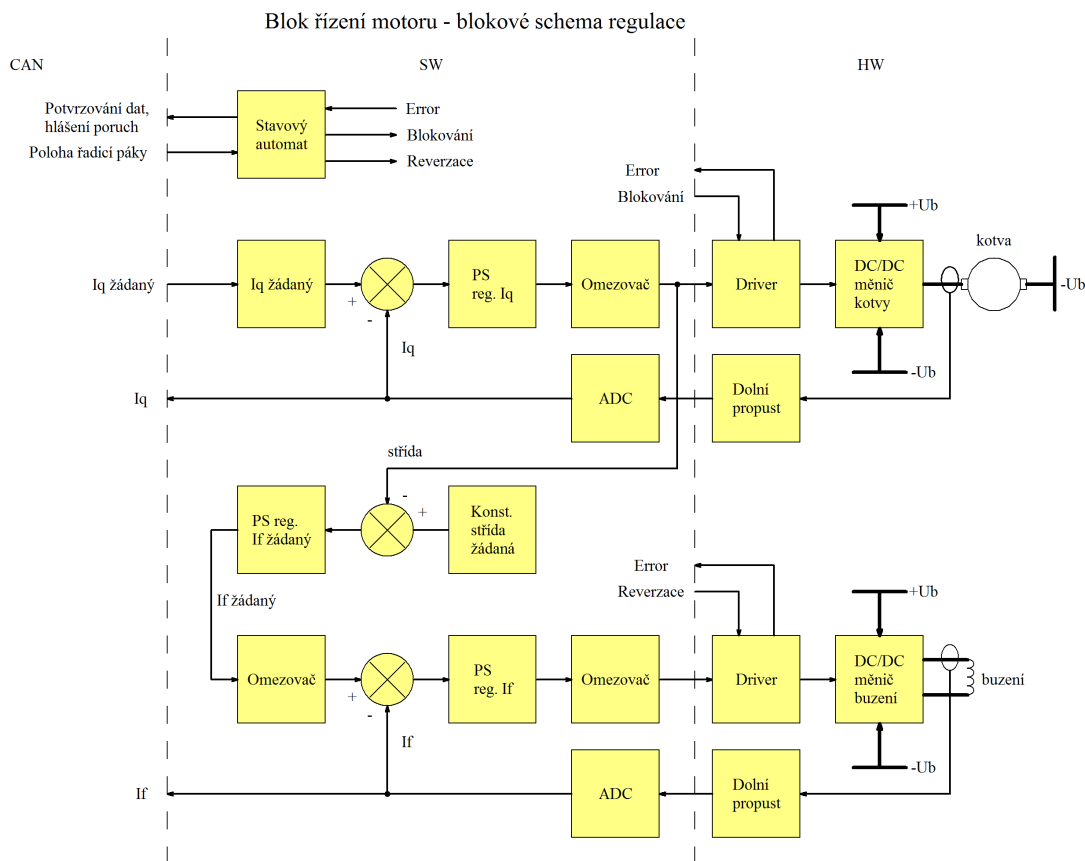 Blok řízení motoru - blokové schema regulace
CAN
SW
HW
Potvrzování dat,
hlášení poruch
Poloha řadicí páky
Stavový
automat
Error
Blokování
Reverzace
Error
Blokování
+Ub
kotva
Iq žádaný
Iq žádaný
+
-
PS
reg. Iq
Omezovač
Driver
DC/DC
měnič
kotvy
-Ub
-Ub
Iq
Iq
ADC
Dolní
propust
střída
-
+
PS reg.
If žádaný
Konst.
střída
žádaná
If žádaný
Error
Reverzace
+Ub
Omezovač
+
-
PS
reg. If
Omezovač
Driver
DC/DC
měnič
buzení
buzení
-Ub
If
If
ADC
Dolní
propust